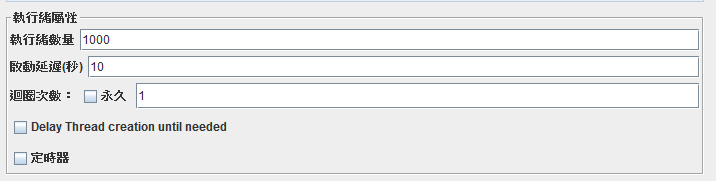 執行緒屬性
執行緒數量 1000
啟動延遲(秒) 10
迴圈次數： 永久 1
Delay Thread creation until needed
定時器